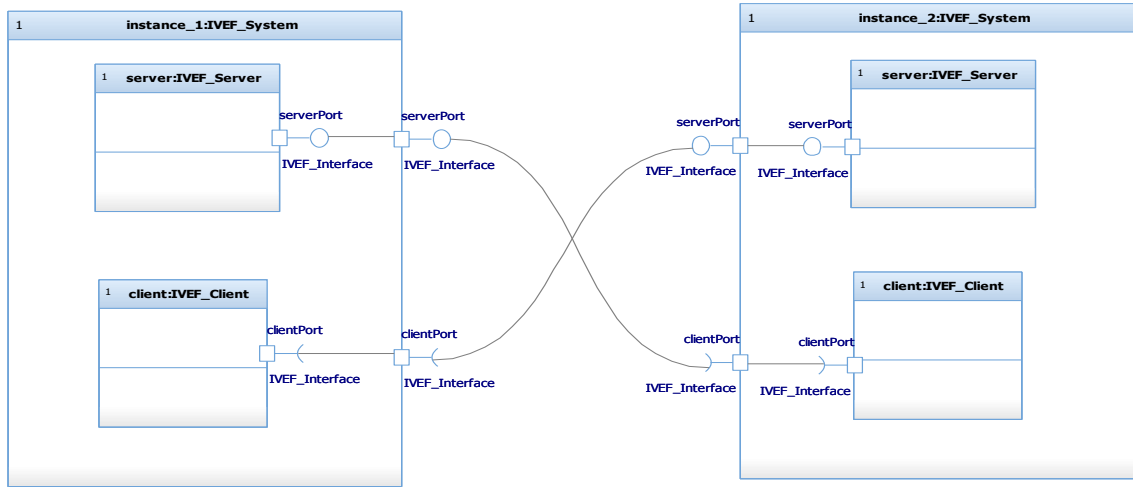 1 instance_1:IVEF_System
1 server:IVEF_Server
serverPort
IVEF_Interface
serverPort
IVEF_Interface
1 client:IVEF_Client
clientPort
IVEF_Interface
clientPort
IVEF_Interface
1 instance_2:IVEF_System
1 server:IVEF_Server
serverPort
IVEF_Interface
serverPort
IVEF_Interface
1 client:IVEF_Client
clientPort
IVEF_Interface
clientPort
IVEF_Interface